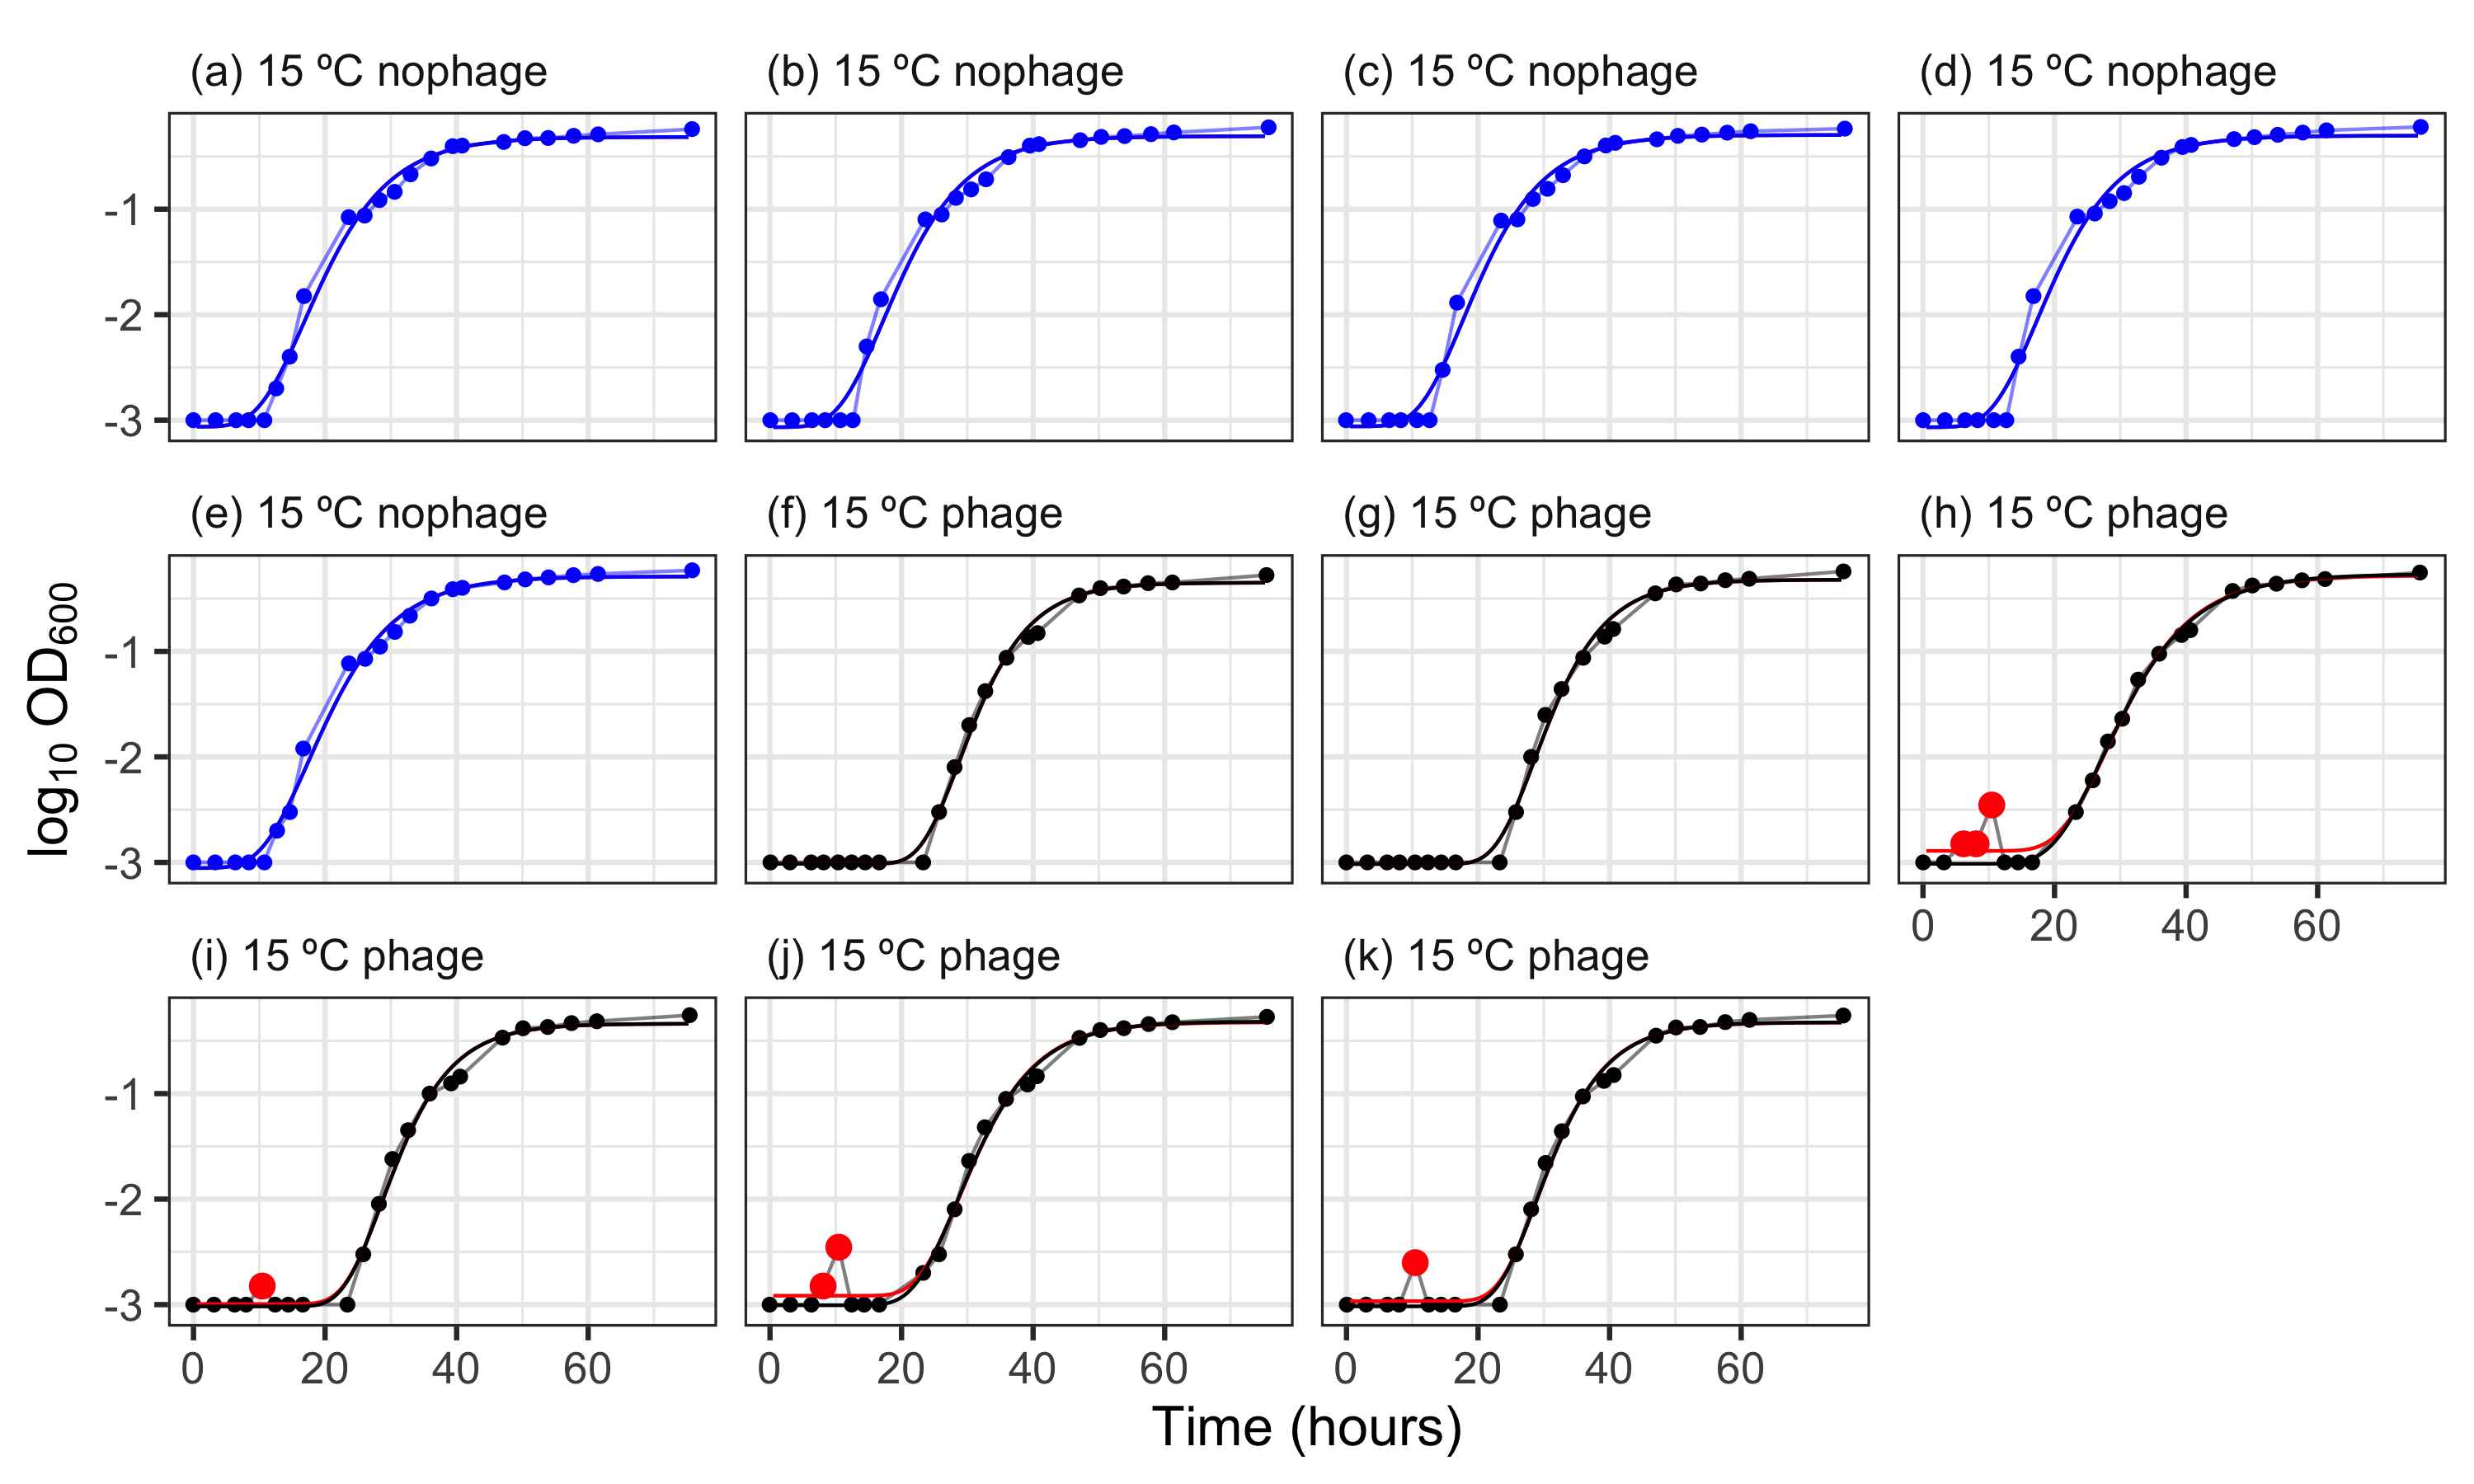 (a) 15 ºC nophage
(b) 15 ºC nophage
(c) 15 ºC nophage
(d) 15 ºC nophage
-1
-2
-3
(e) 15 ºC nophage
(f) 15 ºC phage
(g) 15 ºC phage
(h) 15 ºC phage
log10 OD600
-1
-2
-3
0 20 40 60
(i) 15 ºC phage
(j) 15 ºC phage
(k) 15 ºC phage
-1
-2
-3
0 20 40 60
0 20 40 60
0 20 40 60
Time (hours)